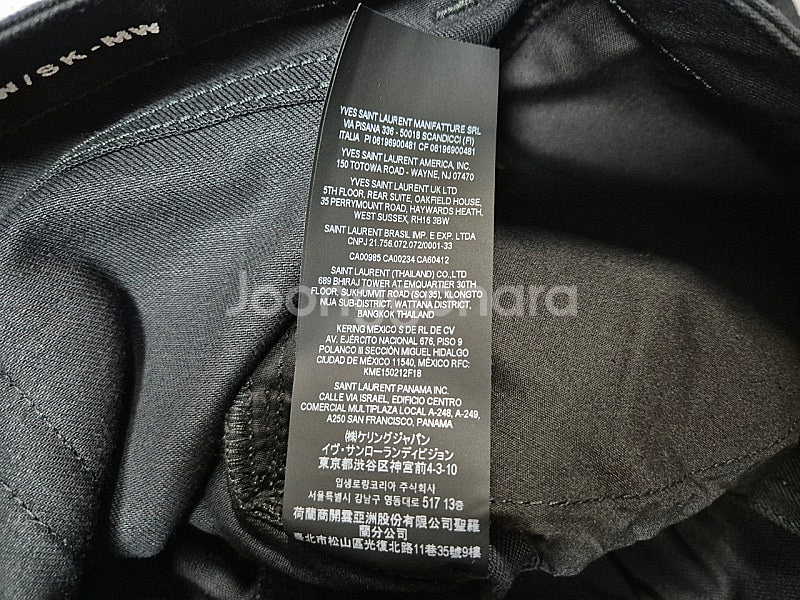 N/SK-MW
YVES SAINT LAURENT MANIFATTURE SRL
VIA PISANA 336 - 50018 SCANDICCI (FI)
ITALIA PI 06196900481 CF 06196900481
YVES SAINT LAURENT AMERICA, INC.
150 TOTOWA ROAD - WAYNE, NJ 07470
YVES SAINT LAURENT UK LTD
5TH FLOOR, REAR SUITE, OAKFIELD HOUSE,
35 PERRYMOUNT ROAD, HAYWARDS HEATH,
WEST SUSSEX, RH16 3BW
SAINT LAURENT BRASIL IMP. E EXP. LTDA
CNPJ 21.756.072.072/0001-33
CA00985 CA00234 CA60412
SAINT LAURENT (THAILAND) CO.,LTD
689 BHIRAJ TOWER AT EMQUARTIER 30TH
FLOOR, SUKHUMVIT ROAD (SOI 35), KLONGTO
NUA SUB-DISTRICT, WATTANA DISTRICT,
BANGKOK THAILAND
KERING MEXICO S DE RL DE CV
AV. EJÉRCITO NACIONAL 676, PISO 9
POLANCO III SECCIÓN MIGUEL HIDALGO
CIUDAD DE MÉXICO 11540, MÉXICO RFC:
KME150212F18
SAINT LAURENT PANAMA INC.
CALLE VIA ISRAEL, EDIFICIO CENTRO
COMERCIAL MULTIPLAZA LOCAL A-248, A-249,
A250 SAN FRANCISCO, PANAMA
㈱ケリングジャパン
イヴ・サンローランディビジョン
東京都渋谷区神宮前4-3-10
입생로랑코리아 주식회사
서울특별시 강남구 영동대로 517 13층
荷蘭商開雲亞洲股份有限公司聖羅
蘭分公司
臺北市松山區光復北路11巷35號9樓